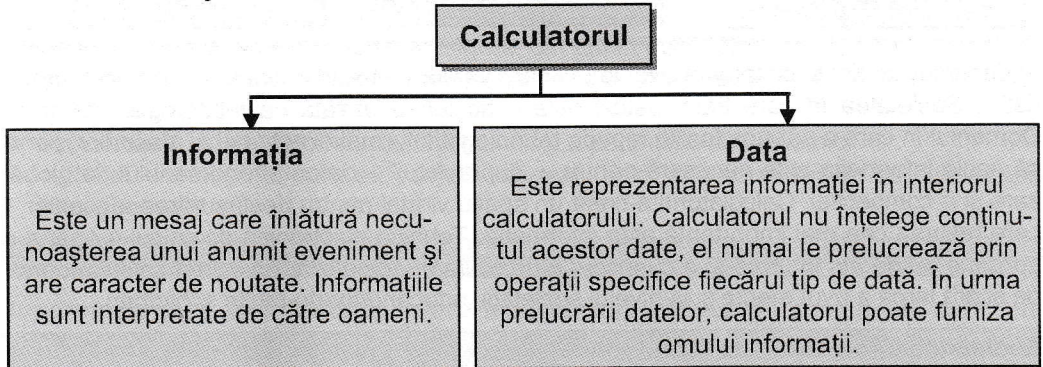 Calculatorul
Informația
Este un mesaj care înlătură necu-
noaşterea unui anumit eveniment şi
are caracter de noutate. Informațiile
sunt interpretate de către oameni.
Data
Este reprezentarea informației în interiorul
calculatorului. Calculatorul nu înțelege conținu-
tul acestor date, el numai le prelucrează prin
operații specifice fiecărui tip de dată. În urma
prelucrării datelor, calculatorul poate furniza
omului informații.